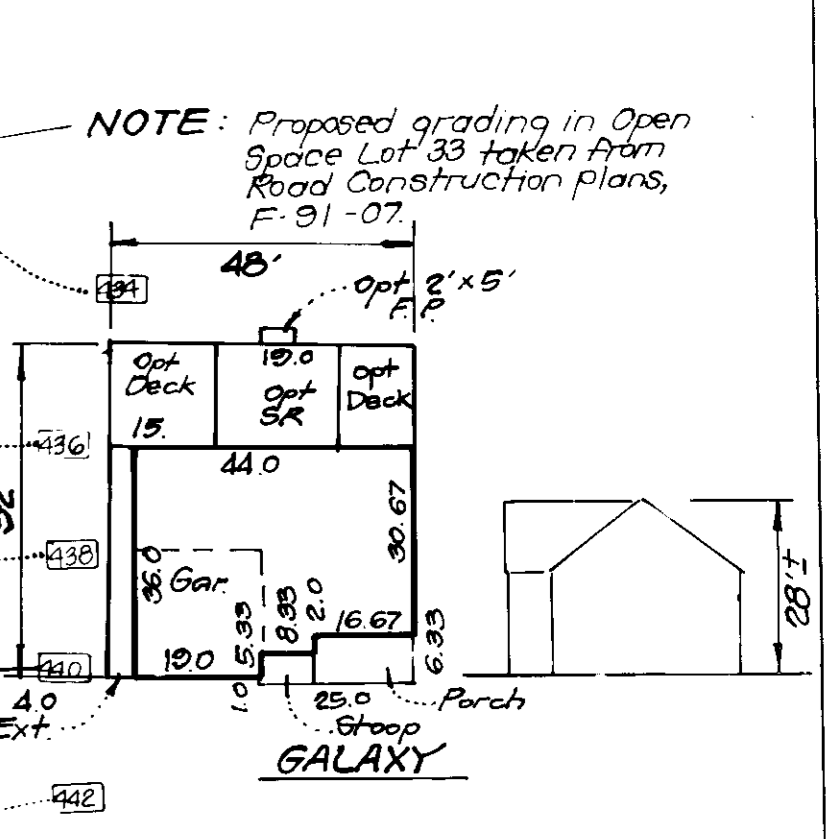 NOTE: Proposed grading in Open
Space Lot 33 taken from
Road Construction plans,
F-91-07.
48'
434
Opt 2'x5'
F.P.
Opt
Deck
15.
19.0
Opt
SR
Opt
Deck
436
44.0
30.67
438
36.0
Gar.
5.33
8.33
2.0
16.67
6.33
28'±
440
19.0
1.0
25.0
4.0
Ext.
Stoop
Porch
GALAXY
442